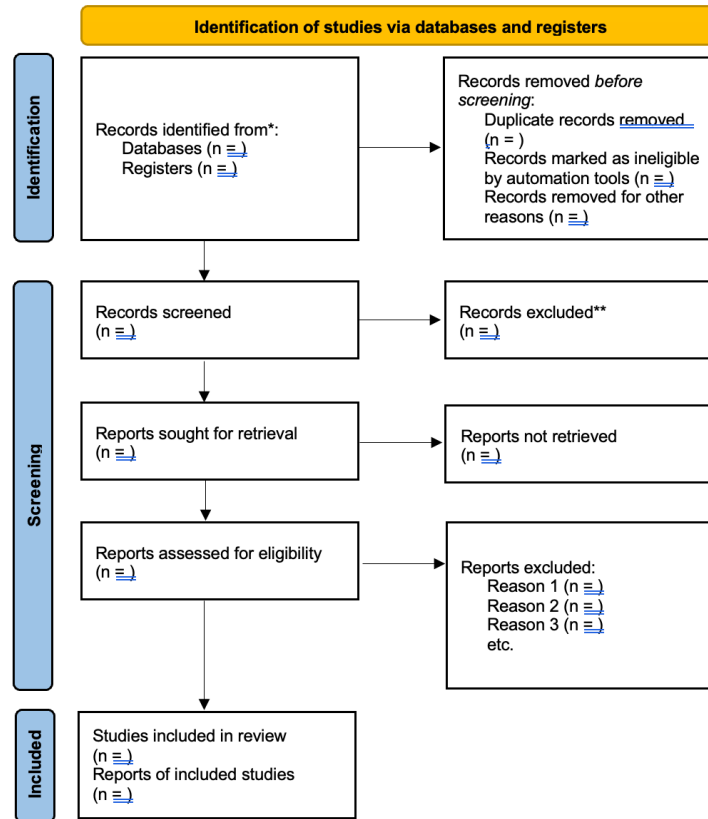 Identification of studies via databases and registers
Identification
Records identified from*:
Databases (n = )
Registers (n = )
Records removed before
screening:
Duplicate records removed
(n = )
Records marked as ineligible
by automation tools (n = )
Records removed for other
reasons (n = )
Screening
Records screened
(n = )
Records excluded**
(n = )
Reports sought for retrieval
(n = )
Reports not retrieved
(n = )
Reports assessed for eligibility
(n = )
Reports excluded:
Reason 1 (n = )
Reason 2 (n = )
Reason 3 (n = )
etc.
Included
Studies included in review
(n = )
Reports of included studies
(n = )